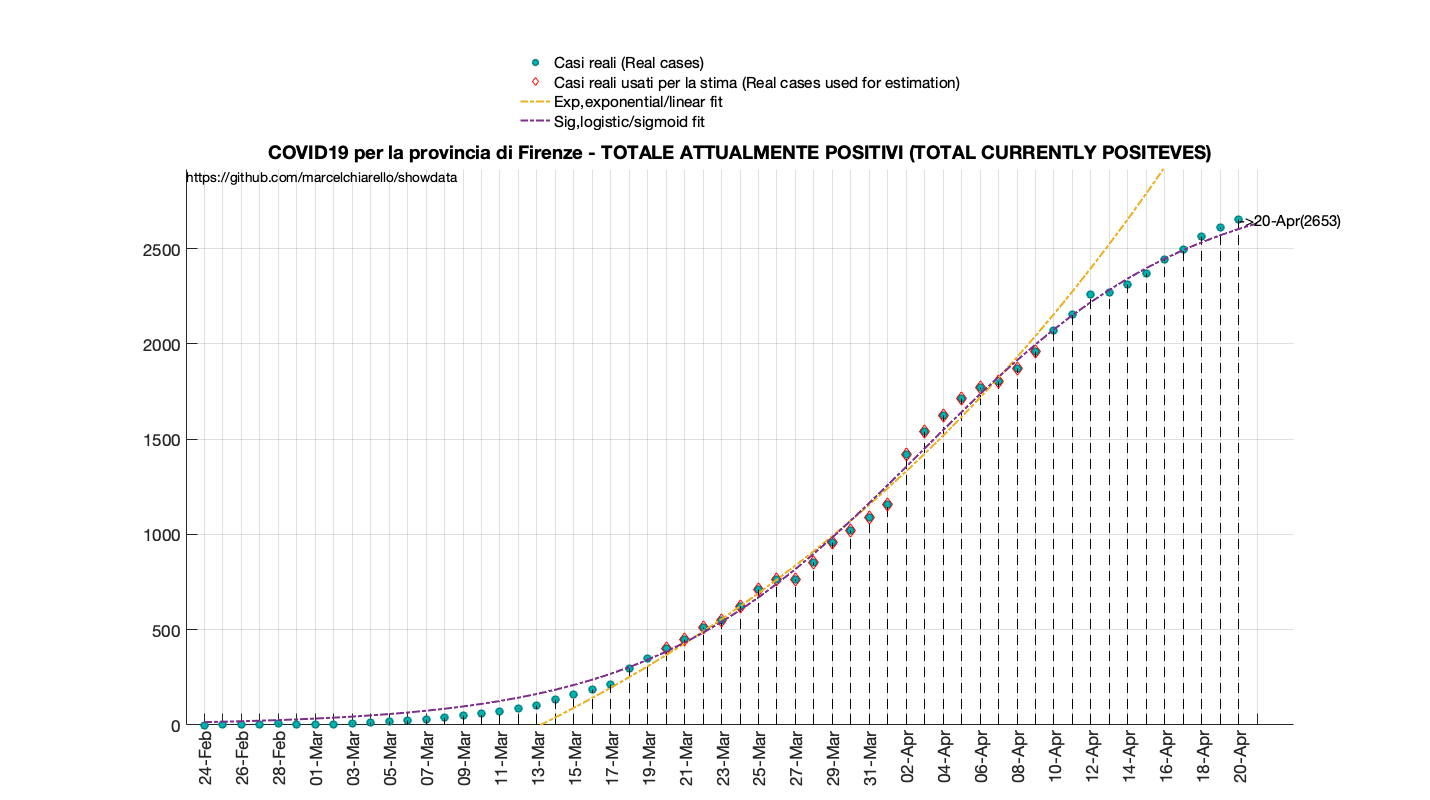 Casi reali (Real cases)
Casi reali usati per la stima (Real cases used for estimation)
Exp,exponential/linear fit
Sig,logistic/sigmoid fit
COVID19 per la provincia di Firenze - TOTALE ATTUALMENTE POSITIVI (TOTAL CURRENTLY POSITEVES)
https://github.com/marcelchiarello/showdata
->20-Apr(2653)
2500
2000
1500
1000
500
0
24-Feb
26-Feb
28-Feb
01-Mar
03-Mar
05-Mar
07-Mar
09-Mar
11-Mar
13-Mar
15-Mar
17-Mar
19-Mar
21-Mar
23-Mar
25-Mar
27-Mar
29-Mar
31-Mar
02-Apr
04-Apr
06-Apr
08-Apr
10-Apr
12-Apr
14-Apr
16-Apr
18-Apr
20-Apr